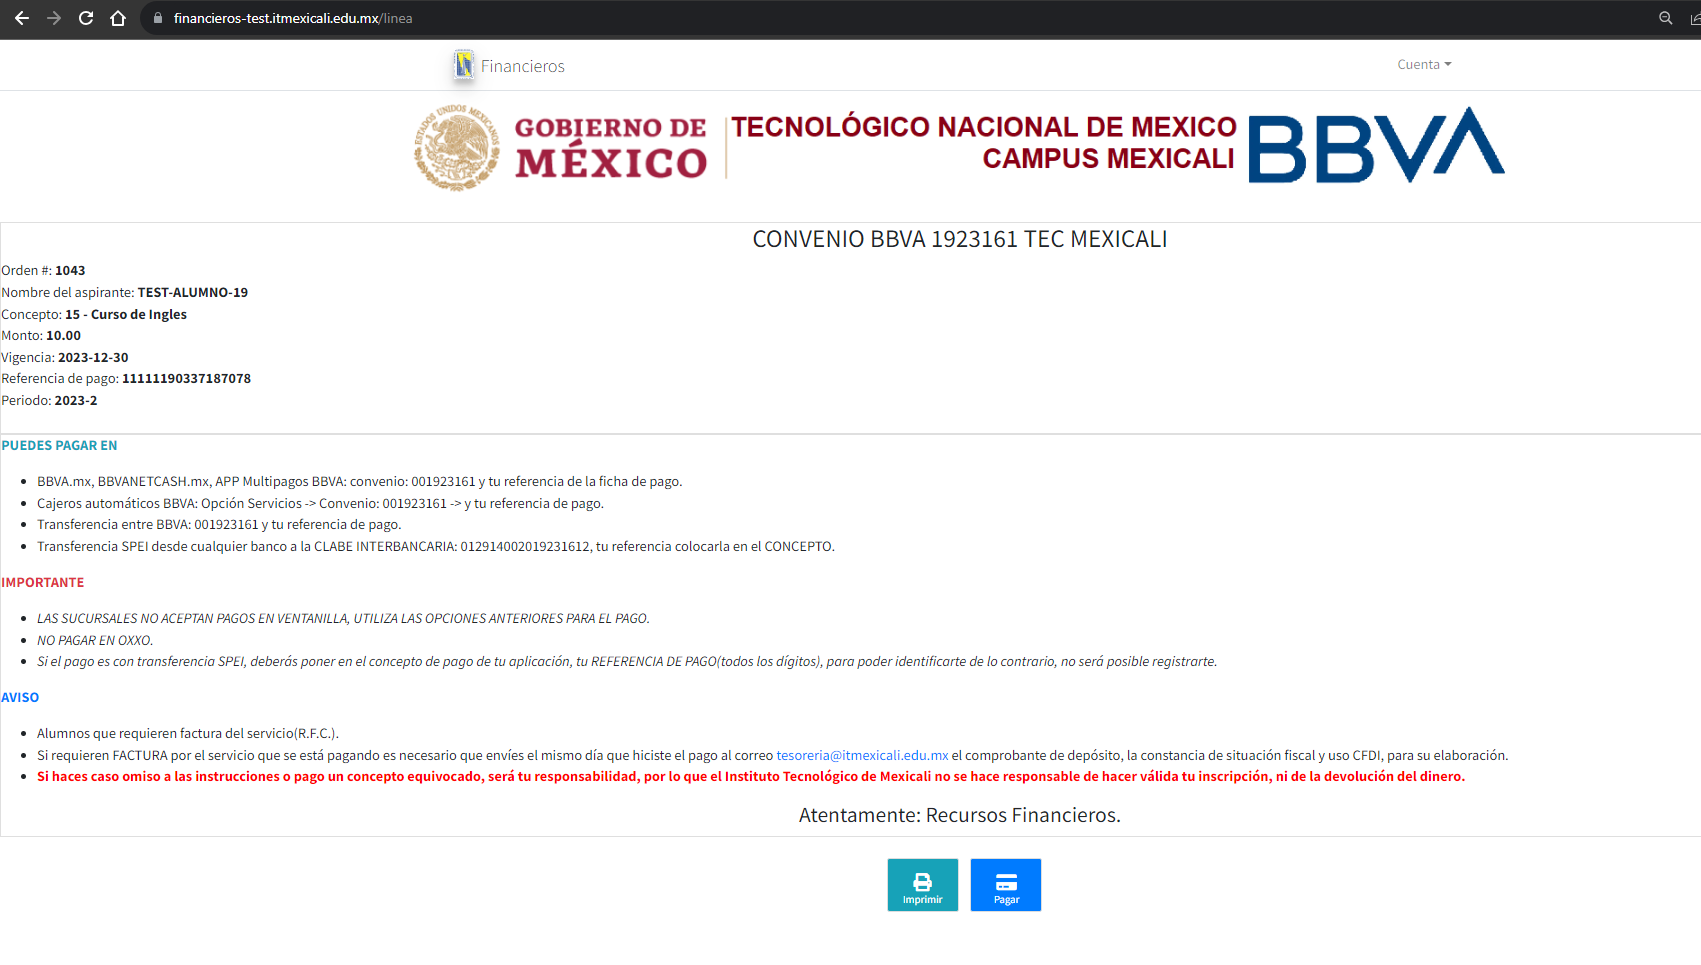 financieros-test.itmexicali.edu.mx/linea
Financieros
Cuenta
ESTADOS UNIDOS MEXICANOS
GOBIERNO DE
MÉXICO
TECNOLÓGICO NACIONAL DE MEXICO
CAMPUS MEXICALI
BBVA
CONVENIO BBVA 1923161 TEC MEXICALI
Orden #: 1043
Nombre del aspirante: TEST-ALUMNO-19
Concepto: 15 - Curso de Ingles
Monto: 10.00
Vigencia: 2023-12-30
Referencia de pago: 11111190337187078
Periodo: 2023-2
PUEDES PAGAR EN
BBVA.mx, BBVANETCASH.mx, APP Multipagos BBVA: convenio: 001923161 y tu referencia de la ficha de pago.
Cajeros automáticos BBVA: Opción Servicios -> Convenio: 001923161 -> y tu referencia de pago.
Transferencia entre BBVA: 001923161 y tu referencia de pago.
Transferencia SPEI desde cualquier banco a la CLABE INTERBANCARIA: 012914002019231612, tu referencia colocarla en el CONCEPTO.
IMPORTANTE
LAS SUCURSALES NO ACEPTAN PAGOS EN VENTANILLA, UTILIZA LAS OPCIONES ANTERIORES PARA EL PAGO.
NO PAGAR EN OXXO.
Si el pago es con transferencia SPEI, deberás poner en el concepto de pago de tu aplicación, tu REFERENCIA DE PAGO(todos los dígitos), para poder identificarte de lo contrario, no será posible registrarte.
AVISO
Alumnos que requieren factura del servicio(R.F.C.).
Si requieren FACTURA por el servicio que se está pagando es necesario que envíes el mismo día que hiciste el pago al correo tesoreria@itmexicali.edu.mx el comprobante de depósito, la constancia de situación fiscal y uso CFDI, para su elaboración.
Si haces caso omiso a las instrucciones o pago un concepto equivocado, será tu responsabilidad, por lo que el Instituto Tecnológico de Mexicali no se hace responsable de hacer válida tu inscripción, ni de la devolución del dinero.
Atentamente: Recursos Financieros.
Imprimir
Pagar